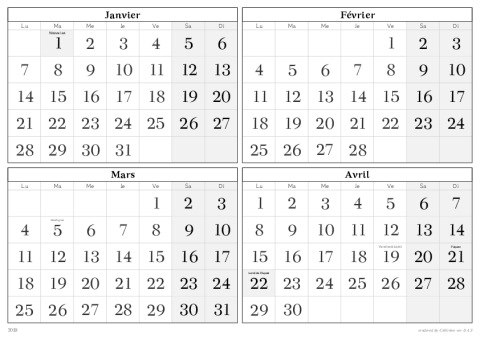 Janvier
Lu Ma Me Je Ve Sa Di
1 2 3 4 5 6
7 8 9 10 11 12 13
14 15 16 17 18 19 20
21 22 23 24 25 26 27
28 29 30 31
Février
Lu Ma Me Je Ve Sa Di
1 2 3
4 5 6 7 8 9 10
11 12 13 14 15 16 17
18 19 20 21 22 23 24
25 26 27 28
Mars
Lu Ma Me Je Ve Sa Di
1 2 3
4 5 6 7 8 9 10
11 12 13 14 15 16 17
18 19 20 21 22 23 24
25 26 27 28 29 30 31
Avril
Lu Ma Me Je Ve Sa Di
1 2 3 4 5 6 7
8 9 10 11 12 13 14
Pâques
15 16 17 18 19 20 21
Lundi de Pâques
22 23 24 25 26 27 28
29 30
2019